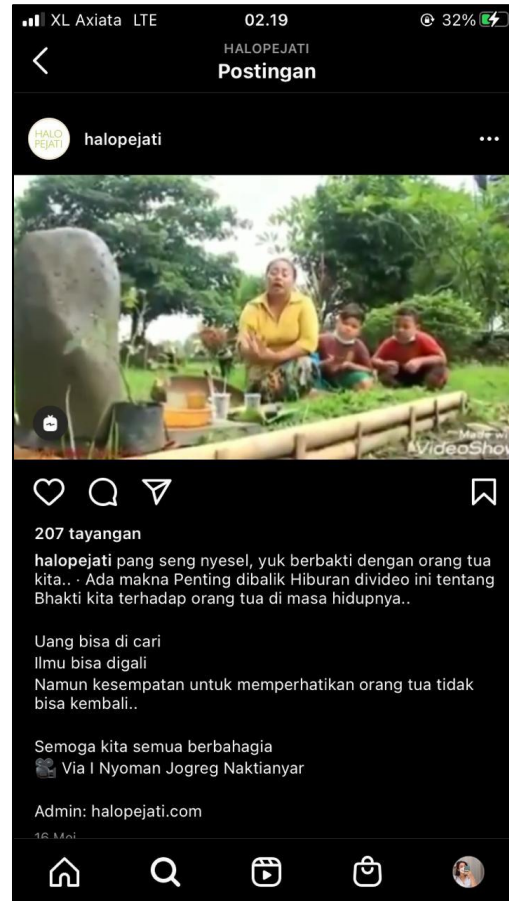 XL Axiata LTE 02.19 32%
HALOPEJATI
Postingan
HALO
PEJATI
halopejati
Made wi
VideoShow
207 tayangan
halopejati pang seng nyesel, yuk berbakti dengan orang tua
kita.. · Ada makna Penting dibalik Hiburan divideo ini tentang
Bhakti kita terhadap orang tua di masa hidupnya..
Uang bisa di cari
Ilmu bisa digali
Namun kesempatan untuk memperhatikan orang tua tidak
bisa kembali..
Semoga kita semua berbahagia
🎥 Via I Nyoman Jogreg Naktianyar
Admin: halopejati.com
16 Mei